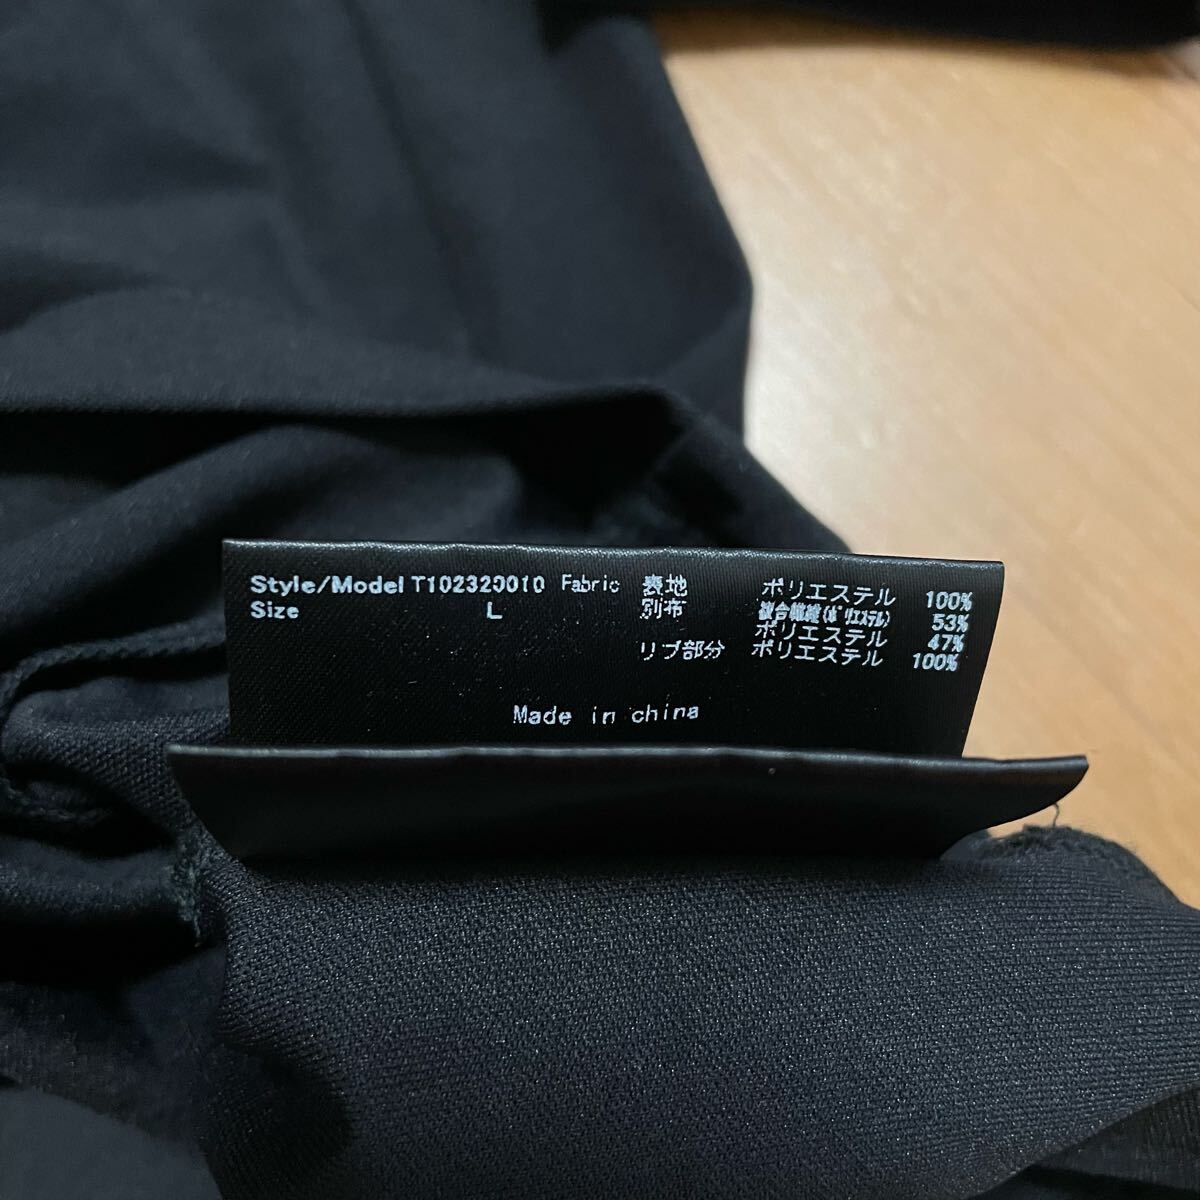 Style/Model T102320010 Fabric 表地 ポリエステル 100%
Size L 別布 複合繊維(ポリエステル) 53%
ポリエステル 47%
リブ部分 ポリエステル 100%
Made in china